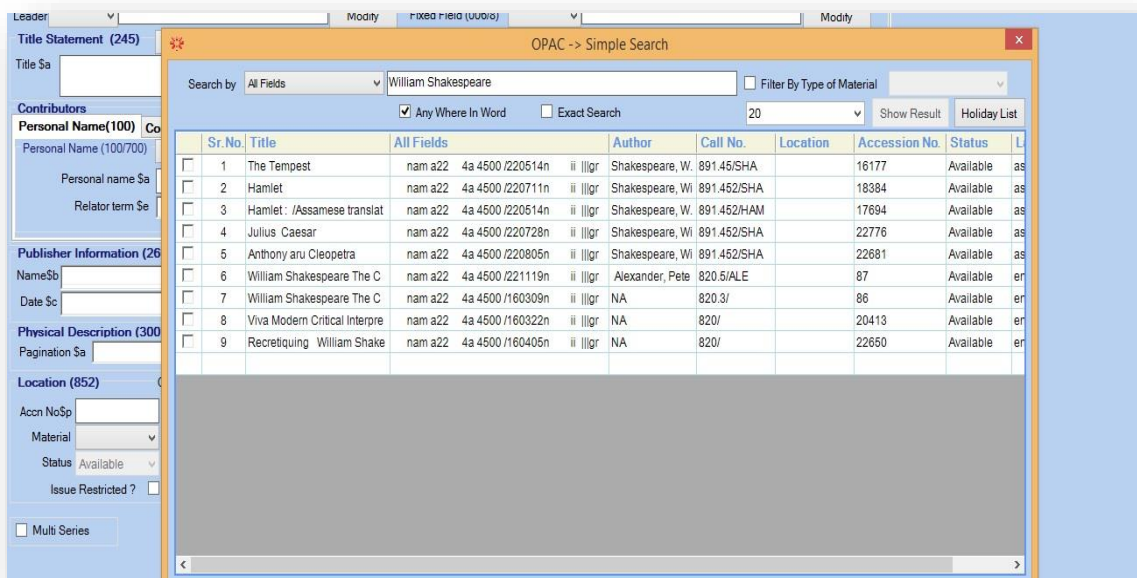 Leader Modify Fixed Field (006/8) Modify
Title Statement (245)
Title $a
Contributors
Personal Name(100) Co
Personal Name (100/700)
Personal name $a
Relator term $e
Publisher Information (26
Name$b
Date $c
Physical Description (300
Pagination $a
Location (852)
Accn No$p
Material
Status Available
Issue Restricted ?
Multi Series
OPAC -> Simple Search
Search by All Fields William Shakespeare Filter By Type of Material
Any Where In Word Exact Search 20 Show Result Holiday List
Sr.No. Title All Fields Author Call No. Location Accession No. Status
1 The Tempest nam a22 4a 4500 /220514n ii |||gr Shakespeare, W. 891.45/SHA 16177 Available as
2 Hamlet nam a22 4a 4500 /220711n ii |||gr Shakespeare, Wi 891.452/SHA 18384 Available as
3 Hamlet : /Assamese translat nam a22 4a 4500 /220514n ii |||gr Shakespeare, W. 891.452/HAM 17694 Available as
4 Julius Caesar nam a22 4a 4500 /220728n ii |||gr Shakespeare, Wi 891.452/SHA 22776 Available as
5 Anthony aru Cleopetra nam a22 4a 4500 /220805n ii |||gr Shakespeare, Wi 891.452/SHA 22681 Available as
6 William Shakespeare The C nam a22 4a 4500 /221119n ii |||gr Alexander, Pete 820.5/ALE 87 Available en
7 William Shakespeare The C nam a22 4a 4500 /160309n ii |||gr NA 820.3/ 86 Available en
8 Viva Modern Critical Interpre nam a22 4a 4500 /160322n ii |||gr NA 820/ 20413 Available en
9 Recretiquing William Shake nam a22 4a 4500 /160405n ii |||gr NA 820/ 22650 Available en